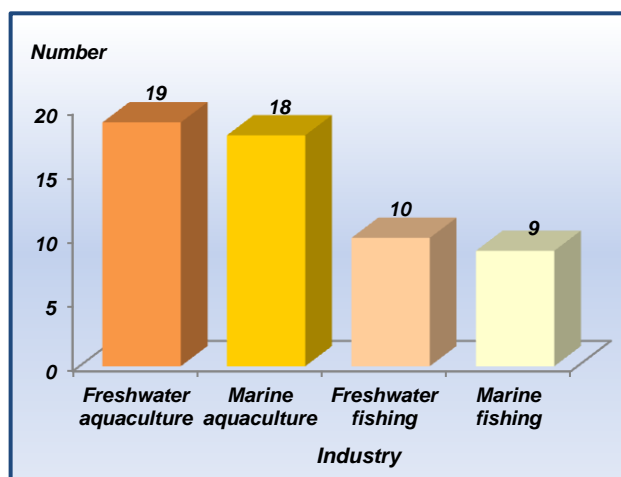 Number
19
18
10
9
20
15
10
5
0
Freshwater aquaculture
Marine aquaculture
Freshwater fishing
Marine fishing
Industry